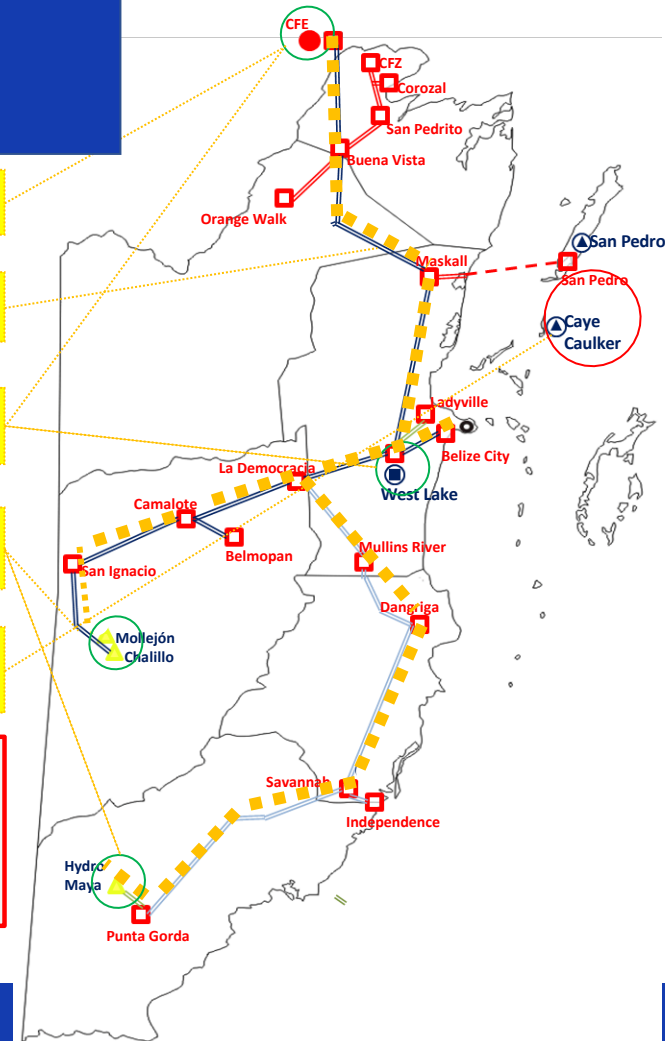 CFE
CFZ
Corozal
San Pedrito
Buena Vista
Orange Walk
San Pedro
Maskall
San Pedro
Caye
Caulker
Ladyville
Belize City
La Democracia
West Lake
Camalote
Belmopan
Mullins River
San Ignacio
Dangriga
Mollejón
Chalillo
Savannah
Independence
Hydro
Maya
Punta Gorda